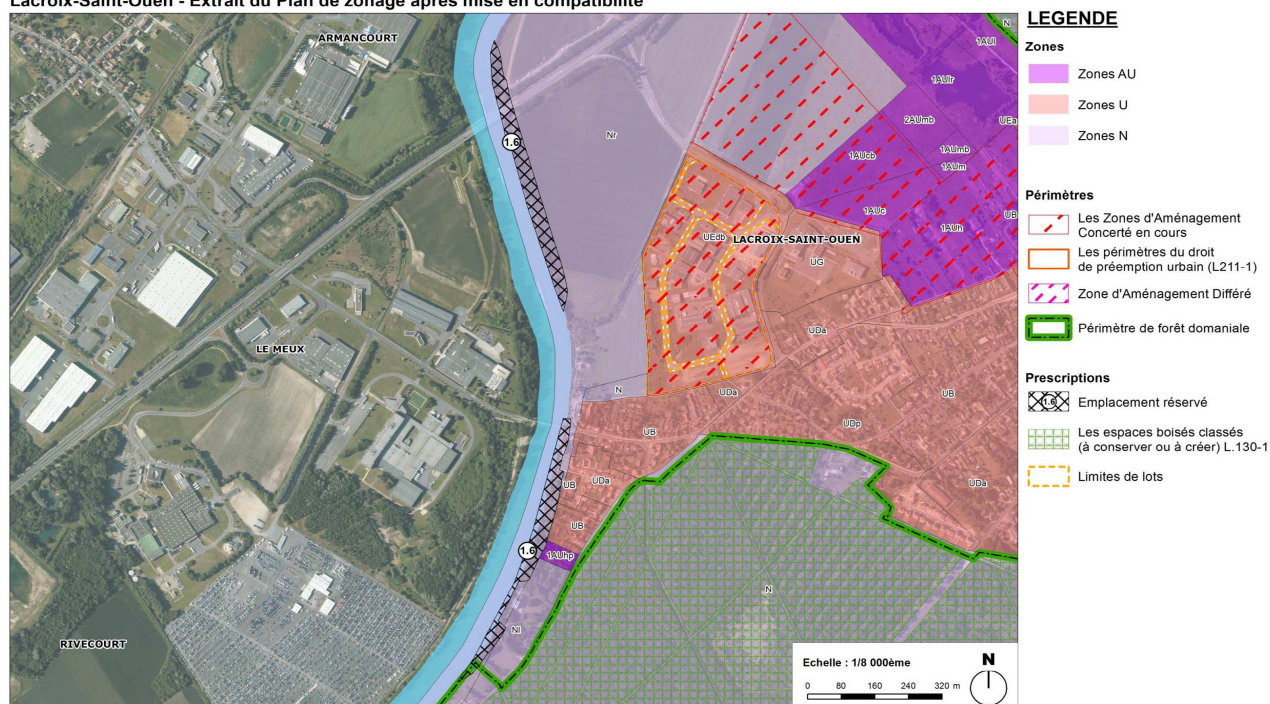 Lacroix-Saint-Ouen - Extrait du Plan de zonage après mise en compatibilité
ARMANCOURT
1.6
Nr
N
1AUl
1AUlr
2AUmb
UEa
1AUmb
1AUm
1AUcb
1AUc
UB
1AUh
UEdb
LACROIX-SAINT-OUEN
UG
UDa
LE MEUX
N
UDa
UB
UB
UDp
UB
UDa
UDa
UB
1.6
1AUhp
N
NI
RIVECOURT
Echelle : 1/8 000ème
N
0 80 160 240 320 m
LEGENDE
Zones
Zones AU
Zones U
Zones N
Périmètres
Les Zones d'Aménagement
Concerté en cours
Les périmètres du droit
de préemption urbain (L211-1)
Zone d'Aménagement Différé
Périmètre de forêt domaniale
Prescriptions
1.6
Emplacement réservé
Les espaces boisés classés
(à conserver ou à créer) L.130-1
Limites de lots